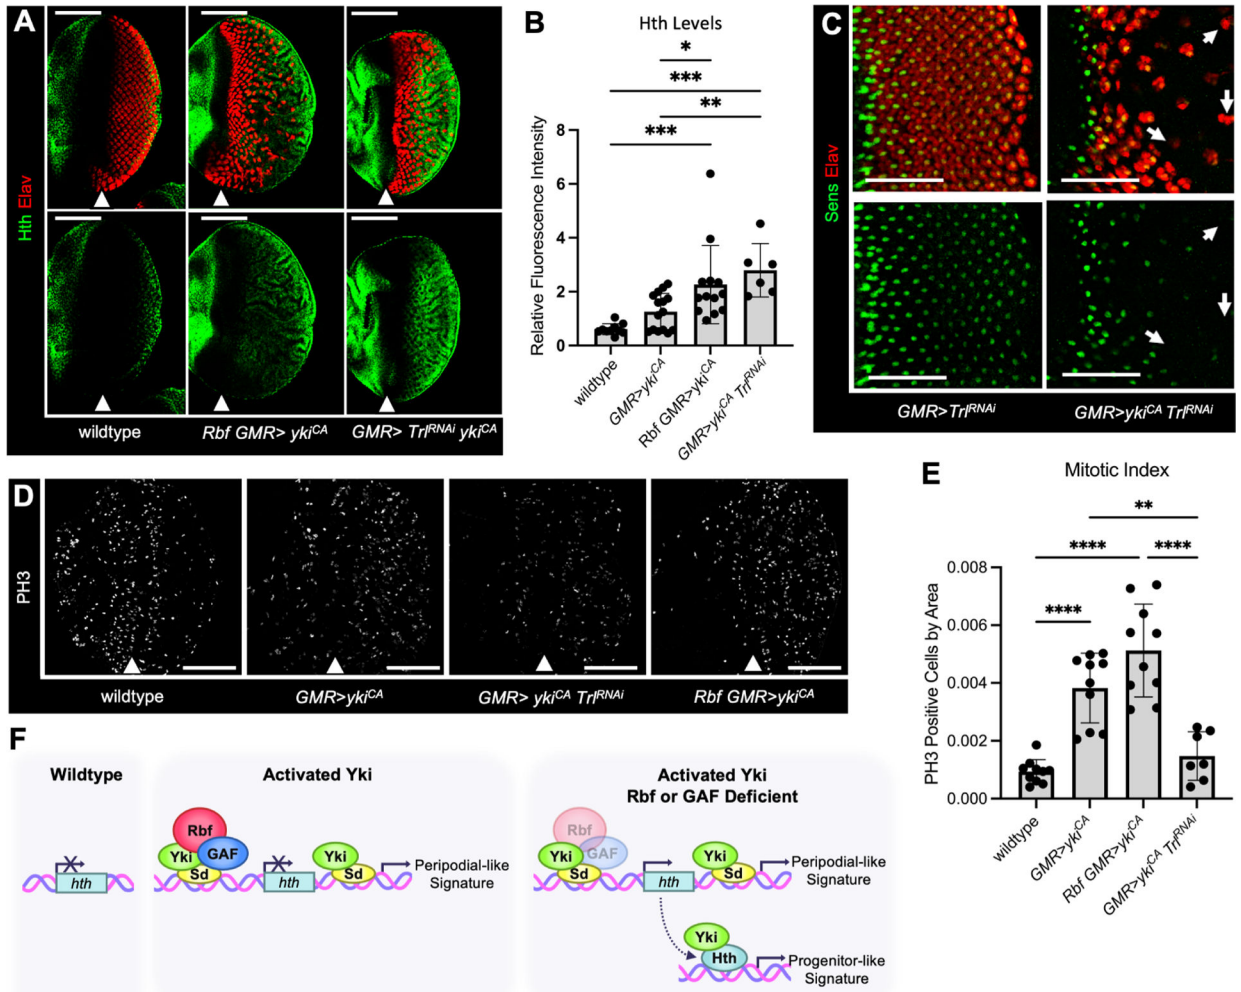 A
Hth Elav
wildtype
Rbf GMR> yki^CA
GMR> Trl^RNAi yki^CA
B
Hth Levels
*
***
**
***
Relative Fluorescence Intensity
8
6
4
2
0
wildtype
GMR>yki^CA
Rbf GMR>yki^CA
GMR>yki^CA Trl^RNAi
C
Sens Elav
GMR>Trl^RNAi
GMR>yki^CA Trl^RNAi
D
PH3
wildtype
GMR>yki^CA
GMR> yki^CA Trl^RNAi
Rbf GMR>yki^CA
E
Mitotic Index
**
**** ****
****
PH3 Positive Cells by Area
0.008
0.006
0.004
0.002
0.000
wildtype
GMR>yki^CA
Rbf GMR>yki^CA
GMR>yki^CA Trl^RNAi
F
Wildtype
hth
Activated Yki
Rbf
Yki GAF
Sd
hth
Yki
Sd
Peripodial-like
Signature
Activated Yki
Rbf or GAF Deficient
Rbf
Yki GAF
Sd
hth
Yki
Sd
Peripodial-like
Signature
Yki
Hth
Progenitor-like
Signature